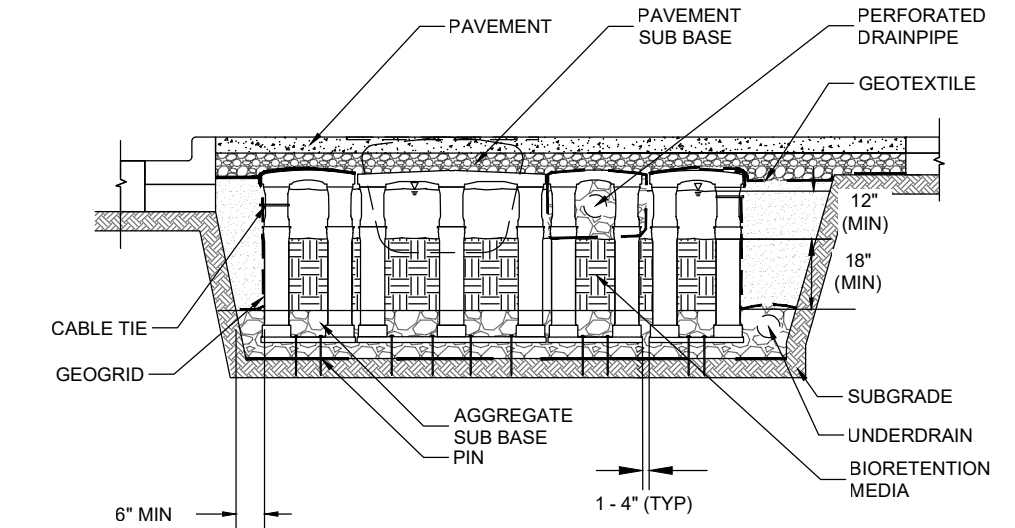 PAVEMENT
PAVEMENT
SUB BASE
PERFORATED
DRAINPIPE
GEOTEXTILE
12"
(MIN)
18"
(MIN)
CABLE TIE
GEOGRID
AGGREGATE
SUB BASE
PIN
SUBGRADE
UNDERDRAIN
BIORETENTION
MEDIA
1 - 4" (TYP)
6" MIN